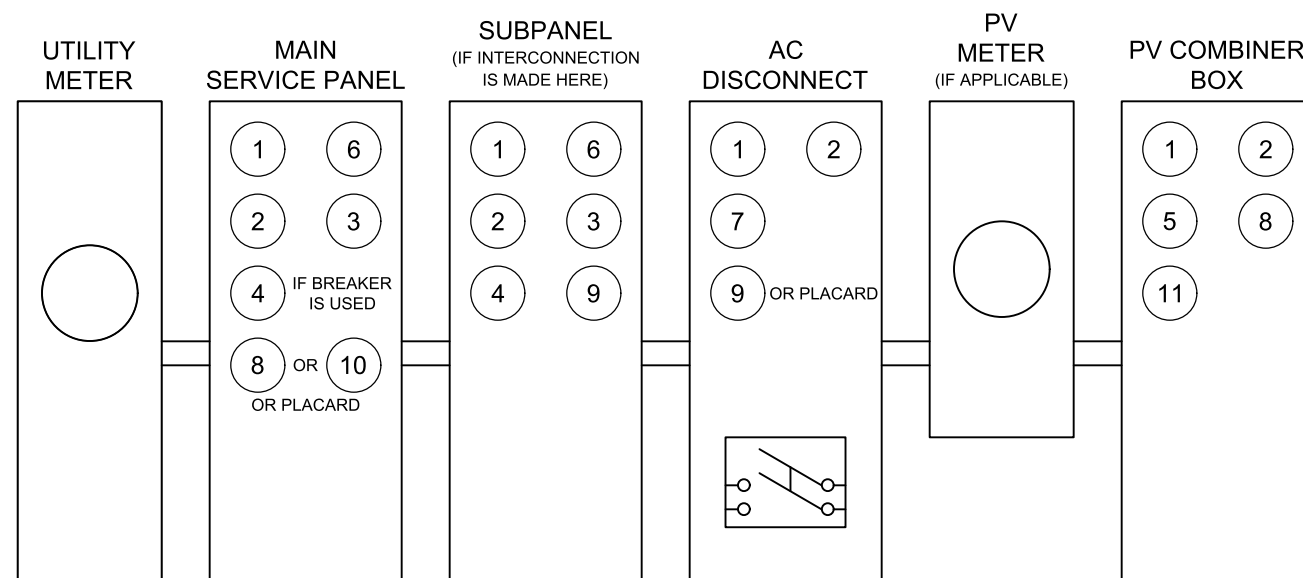 UTILITY
METER
MAIN
SERVICE PANEL
SUBPANEL
(IF INTERCONNECTION
IS MADE HERE)
AC
DISCONNECT
PV
METER
(IF APPLICABLE)
PV COMBINER
BOX
1 6
2 3
4 IF BREAKER
IS USED
8 OR 10
OR PLACARD
1 6
2 3
4 9
1 2
7
9 OR PLACARD
1 2
5 8
11